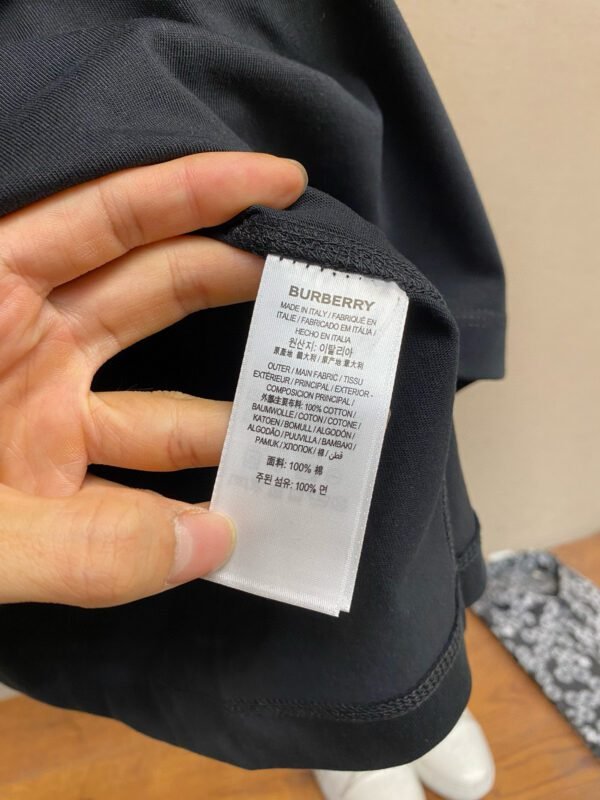 BURBERRY
MADE IN ITALY / FABRIQUÉ EN
ITALIE / FABRICADO EM ITÁLIA /
HECHO EN ITALIA
원산지: 이탈리아
原産地 義大利 / 原产地 意大利
OUTER / MAIN FABRIC / TISSU
EXTÉRIEUR / PRINCIPAL / EXTERIOR -
COMPOSICION PRINCIPAL /
外層主要布料: 100% COTTON /
BAUMWOLLE / COTON / COTONE /
KATOEN / BOMULL / ALGODÓN /
ALGODÃO / PUUVILLA / BAMBAKI /
PAMUK / ХЛОПОК / 棉 / قطن
面料: 100% 棉
주된 섬유: 100% 면